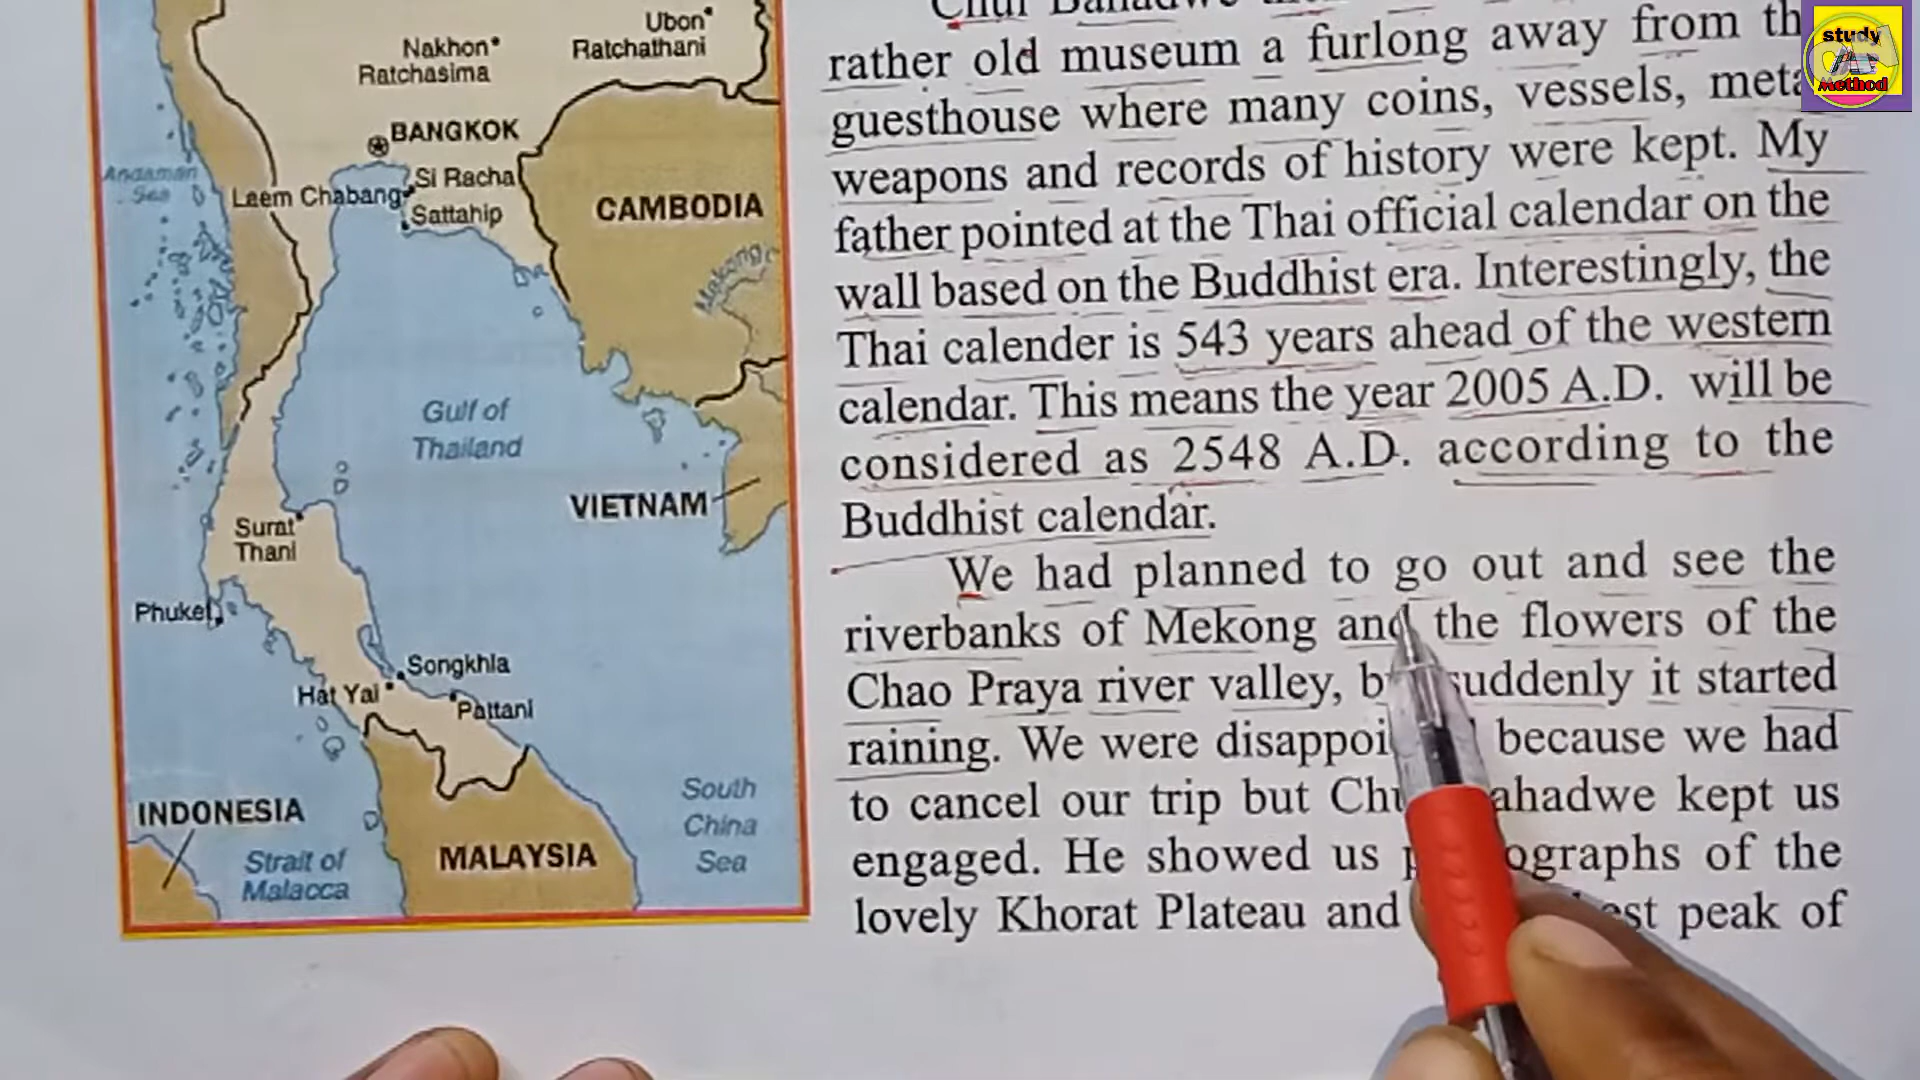 Ubon
Ratchathani
Nakhon
Ratchasima
BANGKOK
Andaman
Sea
Laem Chabang
Si Racha
Sattahip
CAMBODIA
Mekong
Gulf of
Thailand
VIETNAM
Surat
Thani
Phuket
Songkhla
Hat Yai
Pattani
INDONESIA
Strait of
Malacca
MALAYSIA
South
China
Sea
rather old museum a furlong away from
guesthouse where many coins, vessels,
weapons and records of history were kept. My
father pointed at the Thai official calendar on the
wall based on the Buddhist era. Interestingly, the
Thai calender is 543 years ahead of the western
calendar. This means the year 2005 A.D. will be
considered as 2548 A.D. according to the
Buddhist calendar.
We had planned to go out and see the
riverbanks of Mekong and the flowers of the
Chao Praya river valley, suddenly it started
raining. We were because we had
to cancel our trip but kept us
engaged. He showed us of the
lovely Khorat Plateau and peak of
study
Method